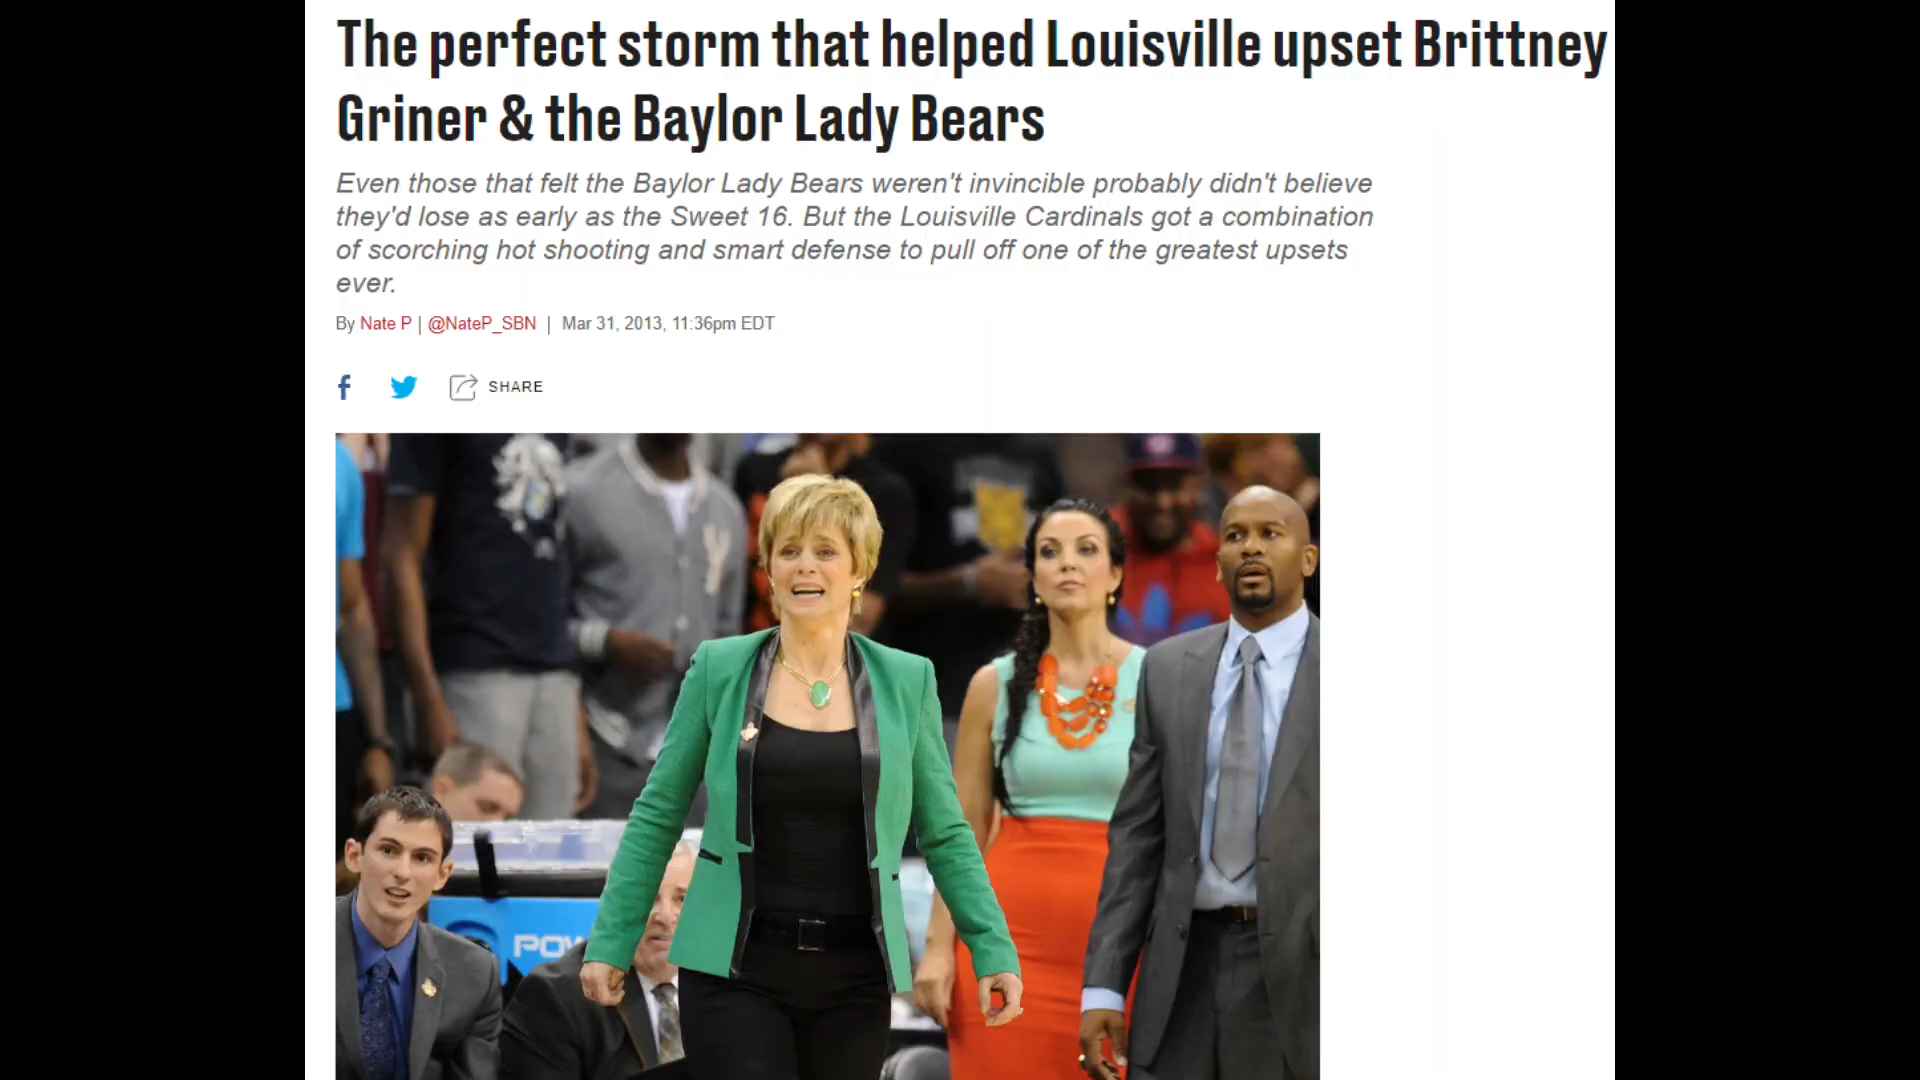 The perfect storm that helped Louisville upset Brittney
Griner & the Baylor Lady Bears
Even those that felt the Baylor Lady Bears weren't invincible probably didn't believe
they'd lose as early as the Sweet 16. But the Louisville Cardinals got a combination
of scorching hot shooting and smart defense to pull off one of the greatest upsets
ever.
By Nate P | @NateP_SBN | Mar 31, 2013, 11:36pm EDT
SHARE